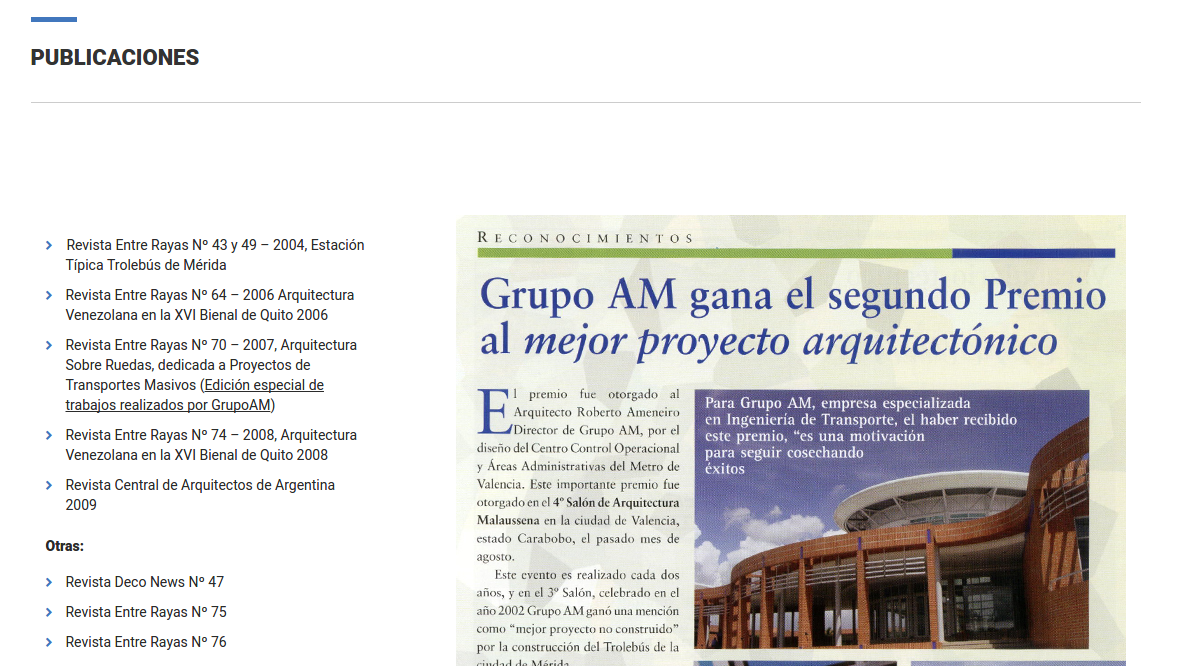 PUBLICACIONES
Revista Entre Rayas Nº 43 y 49 – 2004, Estación
Típica Trolebús de Mérida
Revista Entre Rayas Nº 64 – 2006 Arquitectura
Venezolana en la XVI Bienal de Quito 2006
Revista Entre Rayas Nº 70 – 2007, Arquitectura
Sobre Ruedas, dedicada a Proyectos de
Transportes Masivos (Edición especial de
trabajos realizados por GrupoAM)
Revista Entre Rayas Nº 74 – 2008, Arquitectura
Venezolana en la XVI Bienal de Quito 2008
Revista Central de Arquitectos de Argentina
2009
Otras:
Revista Deco News Nº 47
Revista Entre Rayas Nº 75
Revista Entre Rayas Nº 76
RECONOCIMIENTOS
Grupo AM gana el segundo Premio
al mejor proyecto arquitectónico
El premio fue otorgado al
Arquitecto Roberto Ameneiro
Director de Grupo AM, por el
diseño del Centro Control Operacional
y Áreas Administrativas del Metro de
Valencia. Este importante premio fue
otorgado en el 4º Salón de Arquitectura
Malaussena en la ciudad de Valencia,
estado Carabobo, el pasado mes de
agosto.
Este evento es realizado cada dos
años, y en el 3º Salón, celebrado en el
año 2002 Grupo AM ganó una mención
como “mejor proyecto no construido”
por la construcción del Trolebús de la
ciudad de Mérida.
Para Grupo AM, empresa especializada
en Ingeniería de Transporte, el haber recibido
este premio, “es una motivación
para seguir cosechando
éxitos